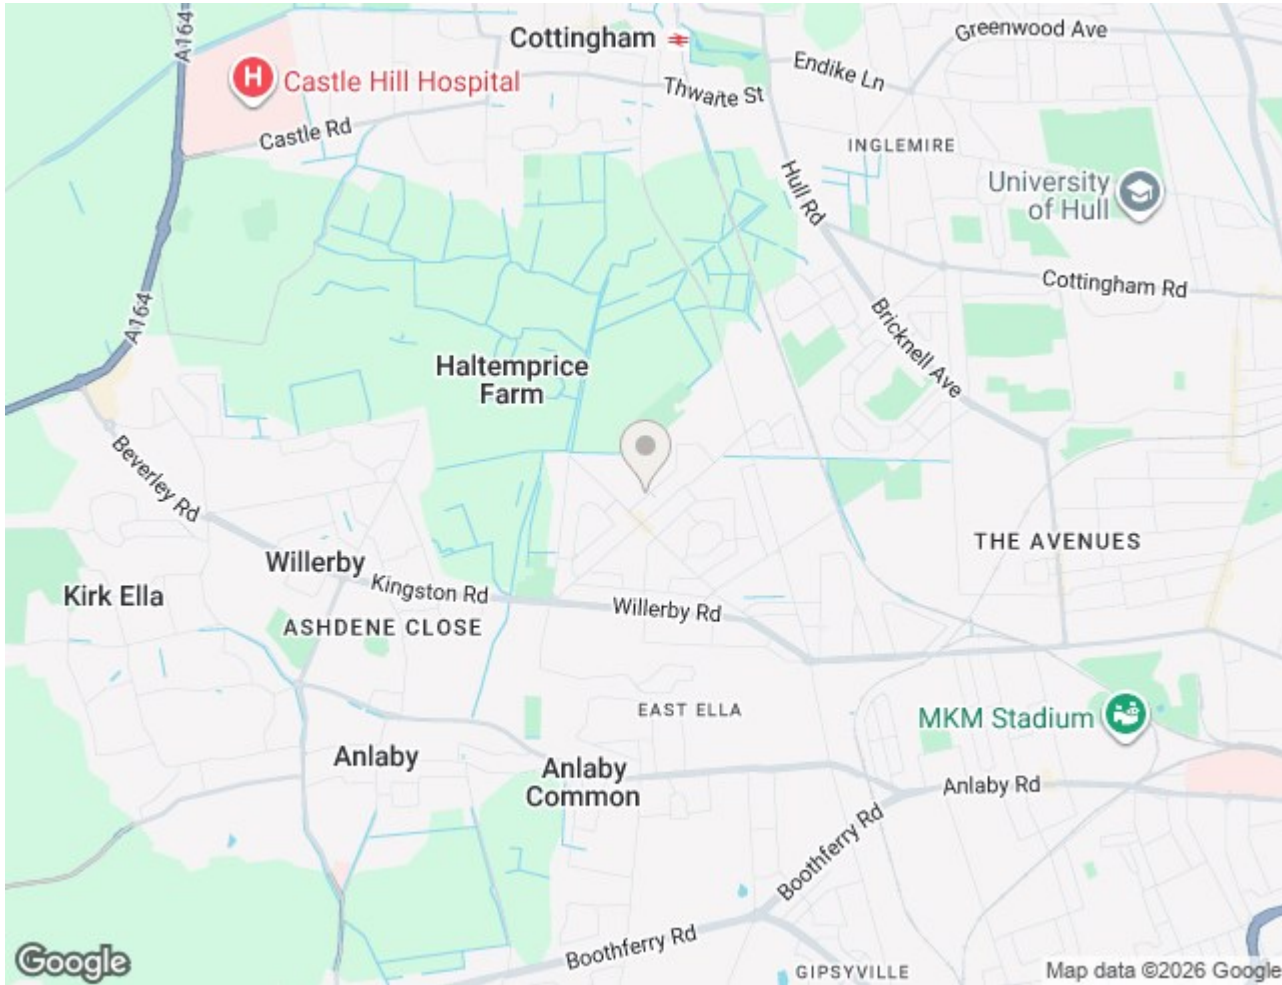 A164
Cottingham
Greenwood Ave
Castle Hill Hospital
Endike Ln
Thwaite St
Castle Rd
INGLEMIRE
University
of Hull
Hull Rd
Cottingham Rd
A164
Bricknell Ave
Haltemprice
Farm
Beverley Rd
THE AVENUES
Willerby
Kingston Rd
Kirk Ella
Willerby Rd
ASHDENE CLOSE
EAST ELLA
MKM Stadium
Anlaby
Anlaby
Common
Anlaby Rd
Boothferry Rd
Boothferry Rd
GIPSYVILLE
Google
Map data ©2026 Google